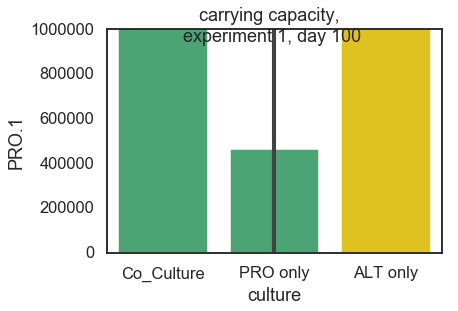 carrying capacity,
experiment 1, day 100
1000000
800000
600000
400000
200000
0
PRO.1
Co_Culture
PRO only
ALT only
culture